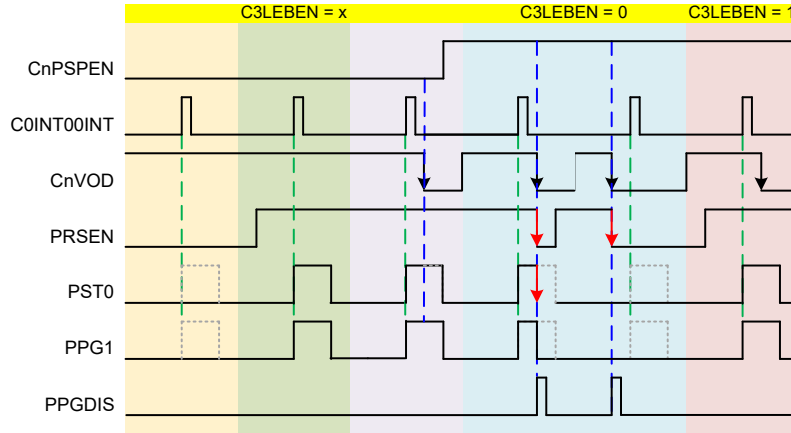 C3LEBEN = x C3LEBEN = 0 C3LEBEN = 1
CnPSPEN
C0INT00INT
CnVOD
PRSEN
PST0
PPG1
PPGDIS